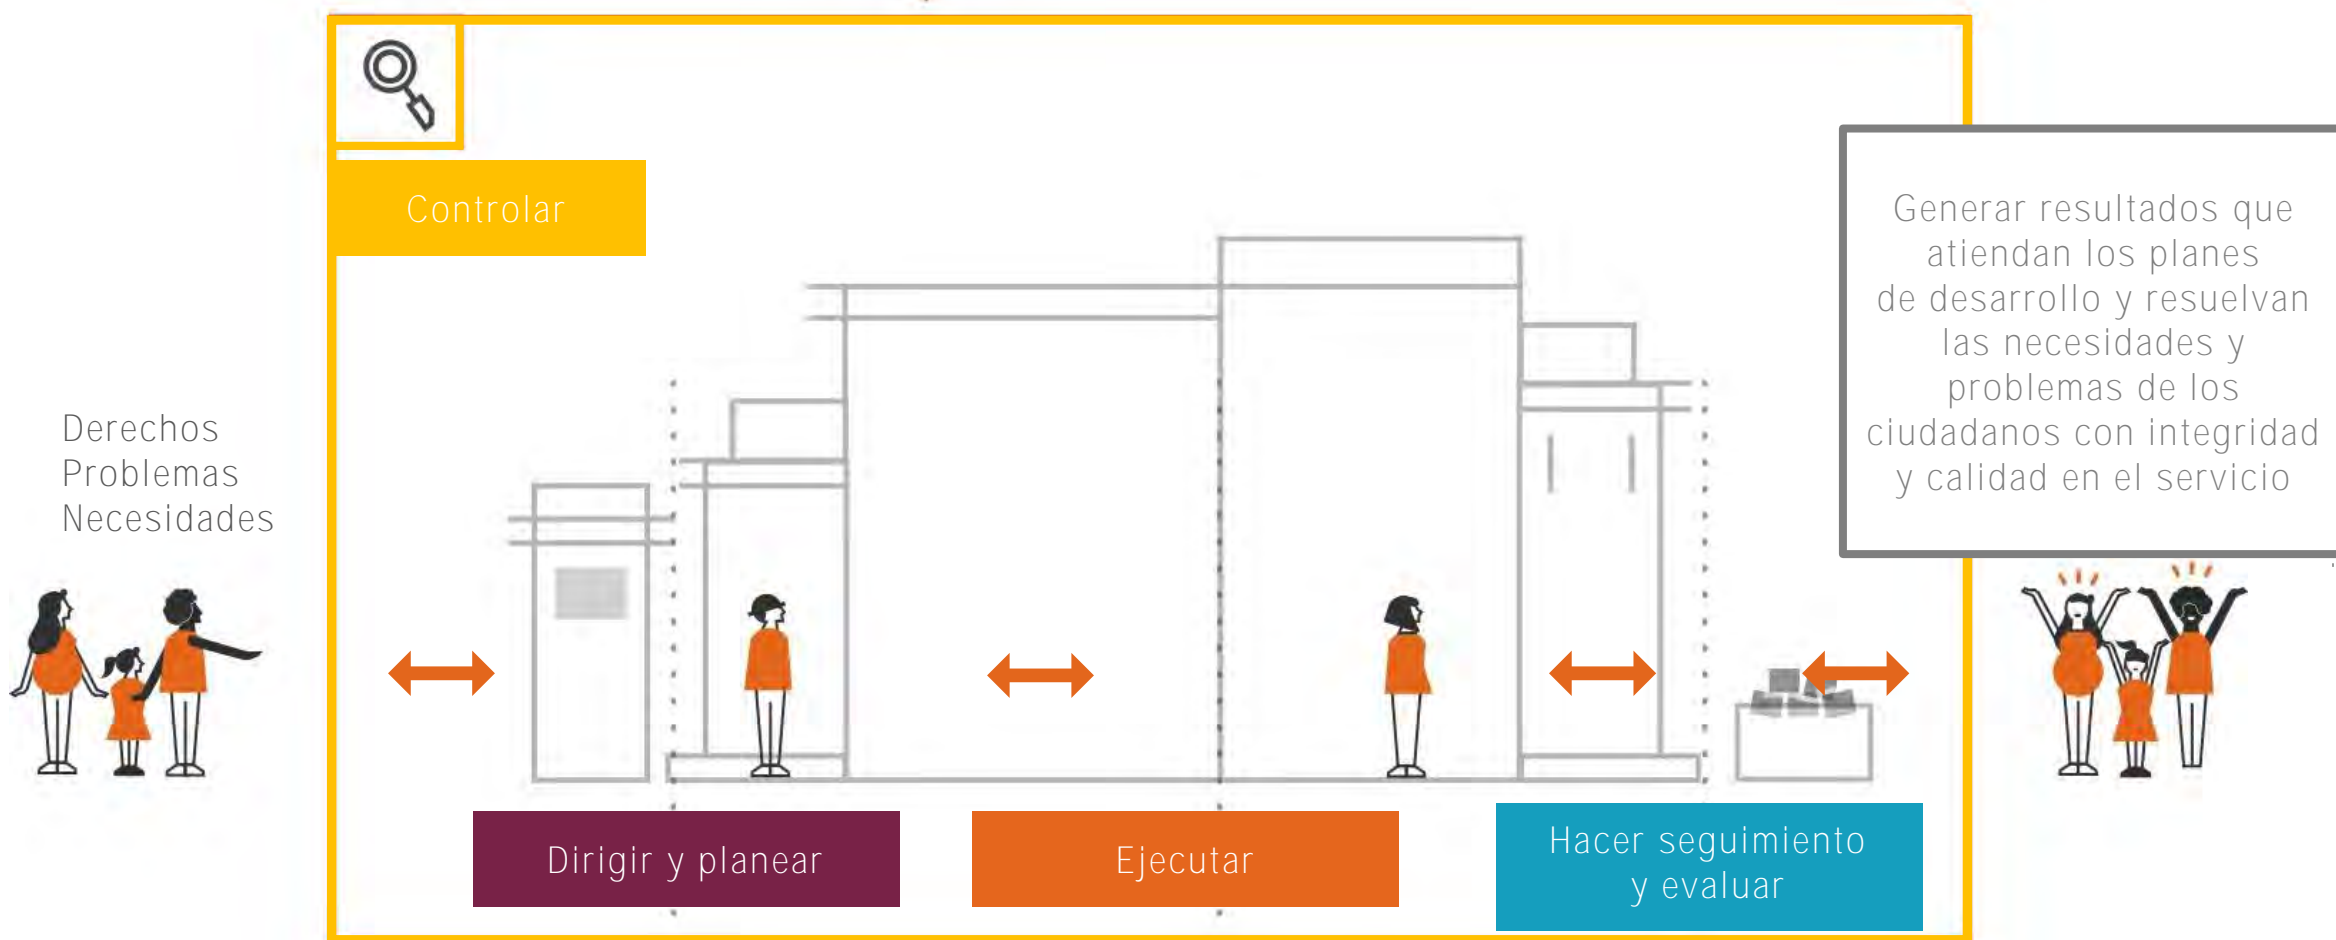 Controlar
Derechos
Problemas
Necesidades
Generar resultados que
atiendan los planes
de desarrollo y resuelvan
las necesidades y
problemas de los
ciudadanos con integridad
y calidad en el servicio
Dirigir y planear
Ejecutar
Hacer seguimiento
y evaluar